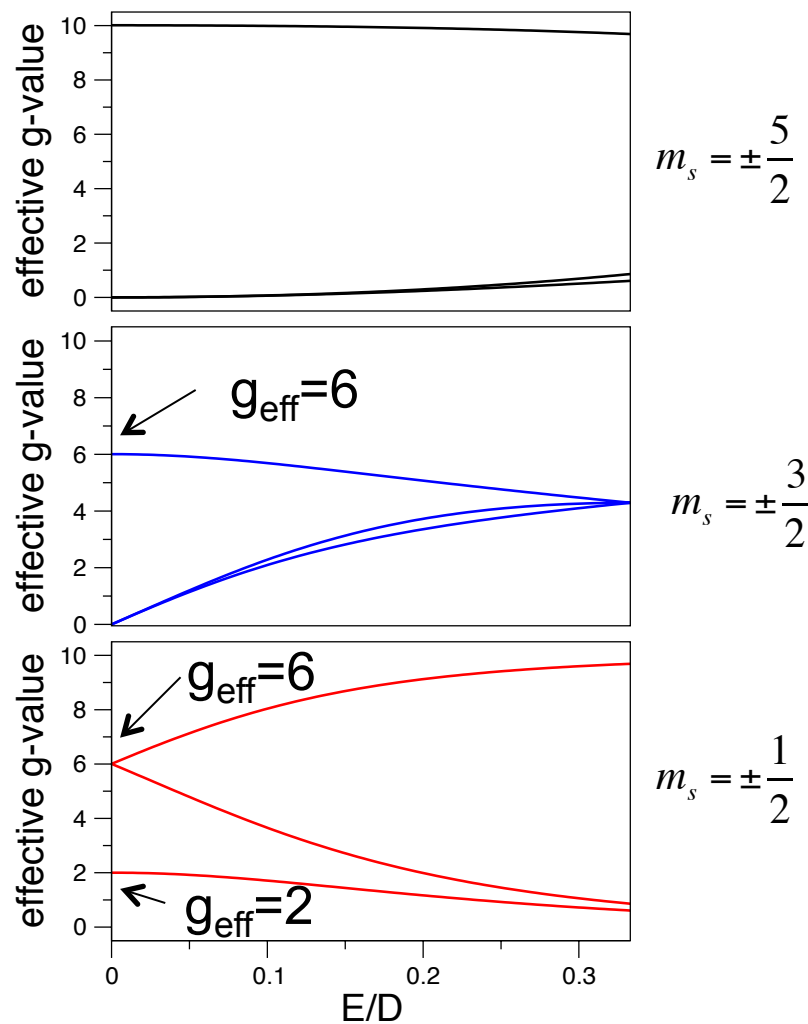 effective g-value
10
8
6
4
2
0
m_s = ± 5/2
effective g-value
10
8
6
4
2
0
g_eff=6
m_s = ± 3/2
effective g-value
10
8
6
4
2
0
g_eff=6
g_eff=2
m_s = ± 1/2
0 0.1 0.2 0.3
E/D